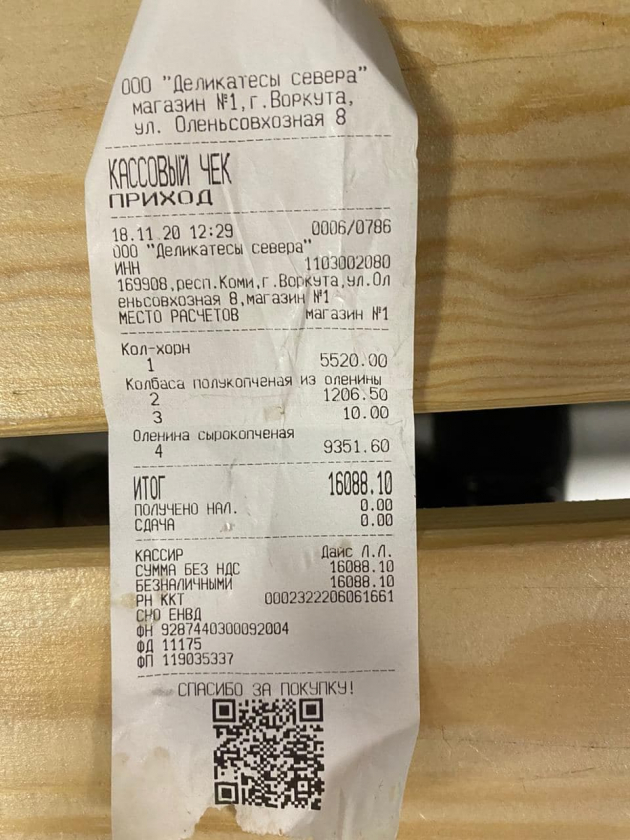 ООО "Деликатесы севера"
магазин №1,г.Воркута,
ул. Оленьсовхозная 8
КАССОВЫЙ ЧЕК
ПРИХОД
18.11.20 12:29 0006/0786
ООО "Деликатесы севера"
ИНН 1103002080
169908,респ.Коми,г.Воркута,ул.Ол
еньсовхозная 8,магазин №1
МЕСТО РАСЧЕТОВ магазин №1
Кол-хорн
1 5520.00
Колбаса полукопченая из оленины
2 1206.50
3 10.00
Оленина сырокопченая
4 9351.60
ИТОГ 16088.10
ПОЛУЧЕНО НАЛ. 0.00
СДАЧА 0.00
КАССИР Дайс Л.Л.
СУММА БЕЗ НДС 16088.10
БЕЗНАЛИЧНЫМИ 16088.10
РН ККТ 0002322206061661
СНО ЕНВД
ФН 9287440300092004
ФД 11175
ФП 119035337
СПАСИБО ЗА ПОКУПКУ!